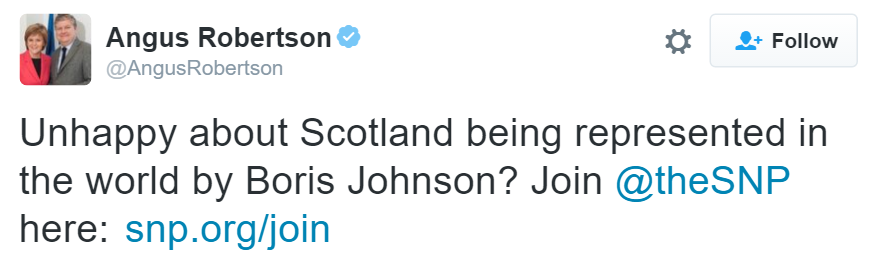 Angus Robertson
@AngusRobertson
Follow
Unhappy about Scotland being represented in
the world by Boris Johnson? Join @theSNP
here: snp.org/join